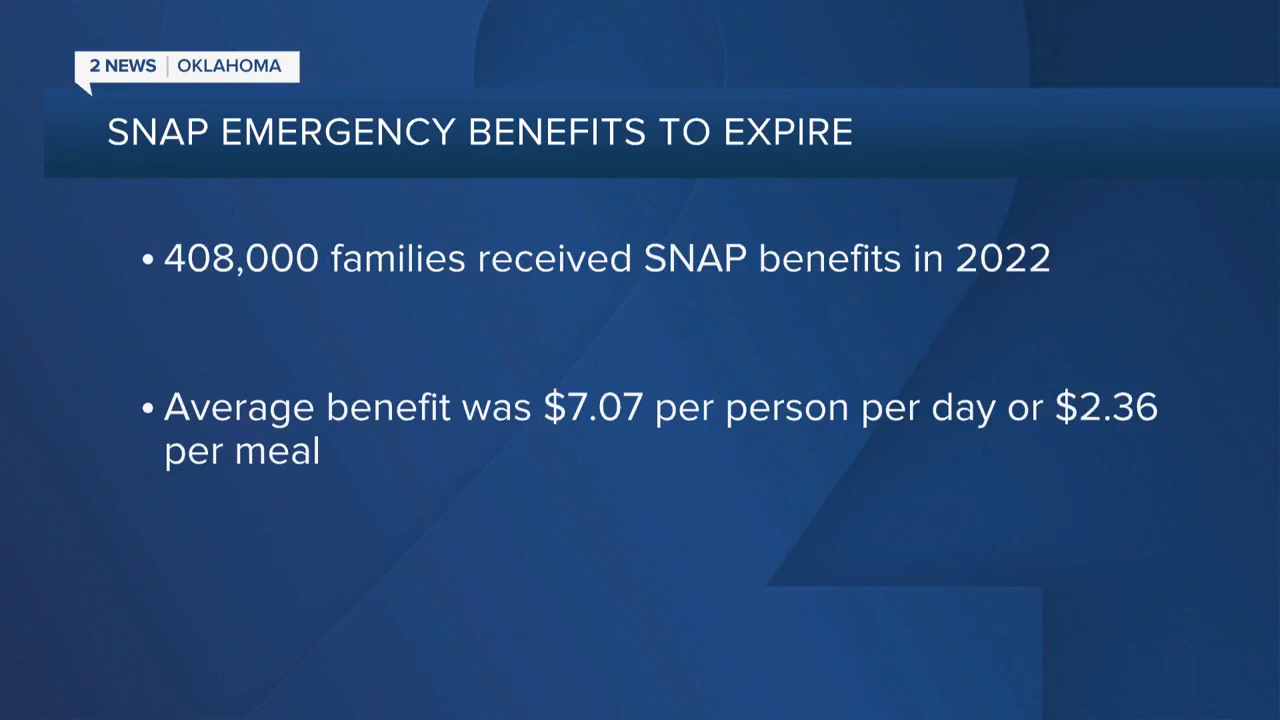 2 NEWS | OKLAHOMA
SNAP EMERGENCY BENEFITS TO EXPIRE
• 408,000 families received SNAP benefits in 2022
• Average benefit was $7.07 per person per day or $2.36
per meal